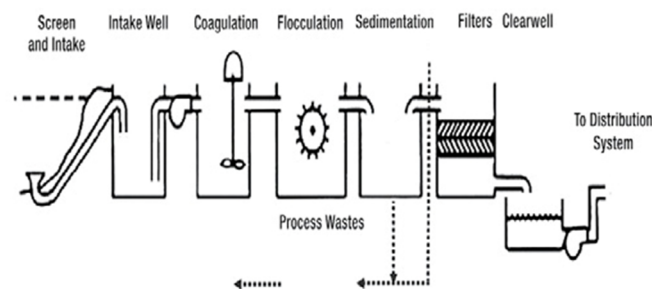 Screen
and Intake
Intake Well
Coagulation
Flocculation
Sedimentation
Filters
Clearwell
To Distribution
System
Process Wastes